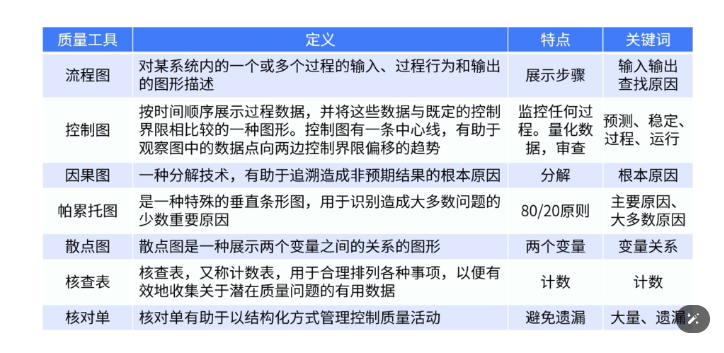 质量工具 定义 特点 关键词
流程图 对某系统内的一个或多个过程的输入、过程行为和输出 展示步骤 输入输出
的图形描述 查找原因
控制图 按时间顺序展示过程数据，并将这些数据与既定的控制 监控任何过 预测、稳定、
界限相比较的一种图形。控制图有一条中心线，有助于 程。量化数 过程、运行
观察图中的数据点向两边控制界限偏移的趋势 据，审查
因果图 一种分解技术，有助于追溯造成非预期结果的根本原因 分解 根本原因
帕累托图 是一种特殊的垂直条形图，用于识别造成大多数问题的 80/20原则 主要原因、
少数重要原因 大多数原因
散点图 散点图是一种展示两个变量之间的关系的图形 两个变量 变量关系
核查表 核查表，又称计数表，用于合理排列各种事项，以便有 计数 计数
效地收集关于潜在质量问题的有用数据
核对单 核对单有助于以结构化方式管理控制质量活动 避免遗漏 大量、遗漏